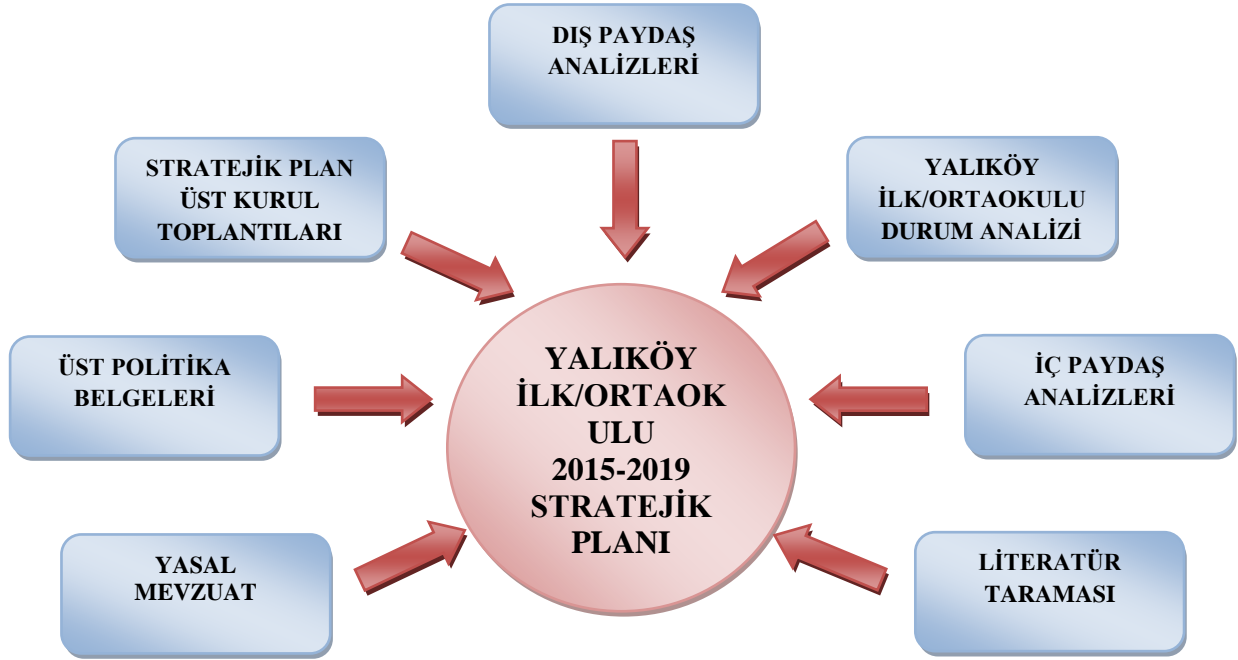 DIŞ PAYDAŞ
ANALİZLERİ
STRATEJİK PLAN
ÜST KURUL
TOPLANTILARI
YALIKÖY
İLK/ORTAOKULU
DURUM ANALİZİ
ÜST POLİTİKA
BELGELERİ
YALIKÖY
İLK/ORTAOK
ULU
2015-2019
STRATEJİK
PLANI
İÇ PAYDAŞ
ANALİZLERİ
YASAL
MEVZUAT
LİTERATÜR
TARAMASI